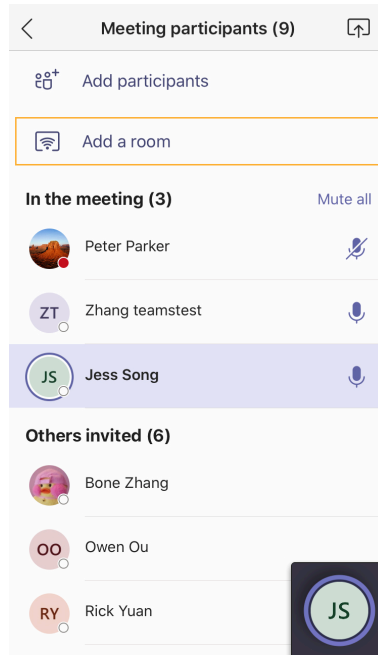 Meeting participants (9)
Add participants
Add a room
In the meeting (3) Mute all
Peter Parker
ZT Zhang teamstest
JS Jess Song
Others invited (6)
Bone Zhang
OO Owen Ou
RY Rick Yuan
JS